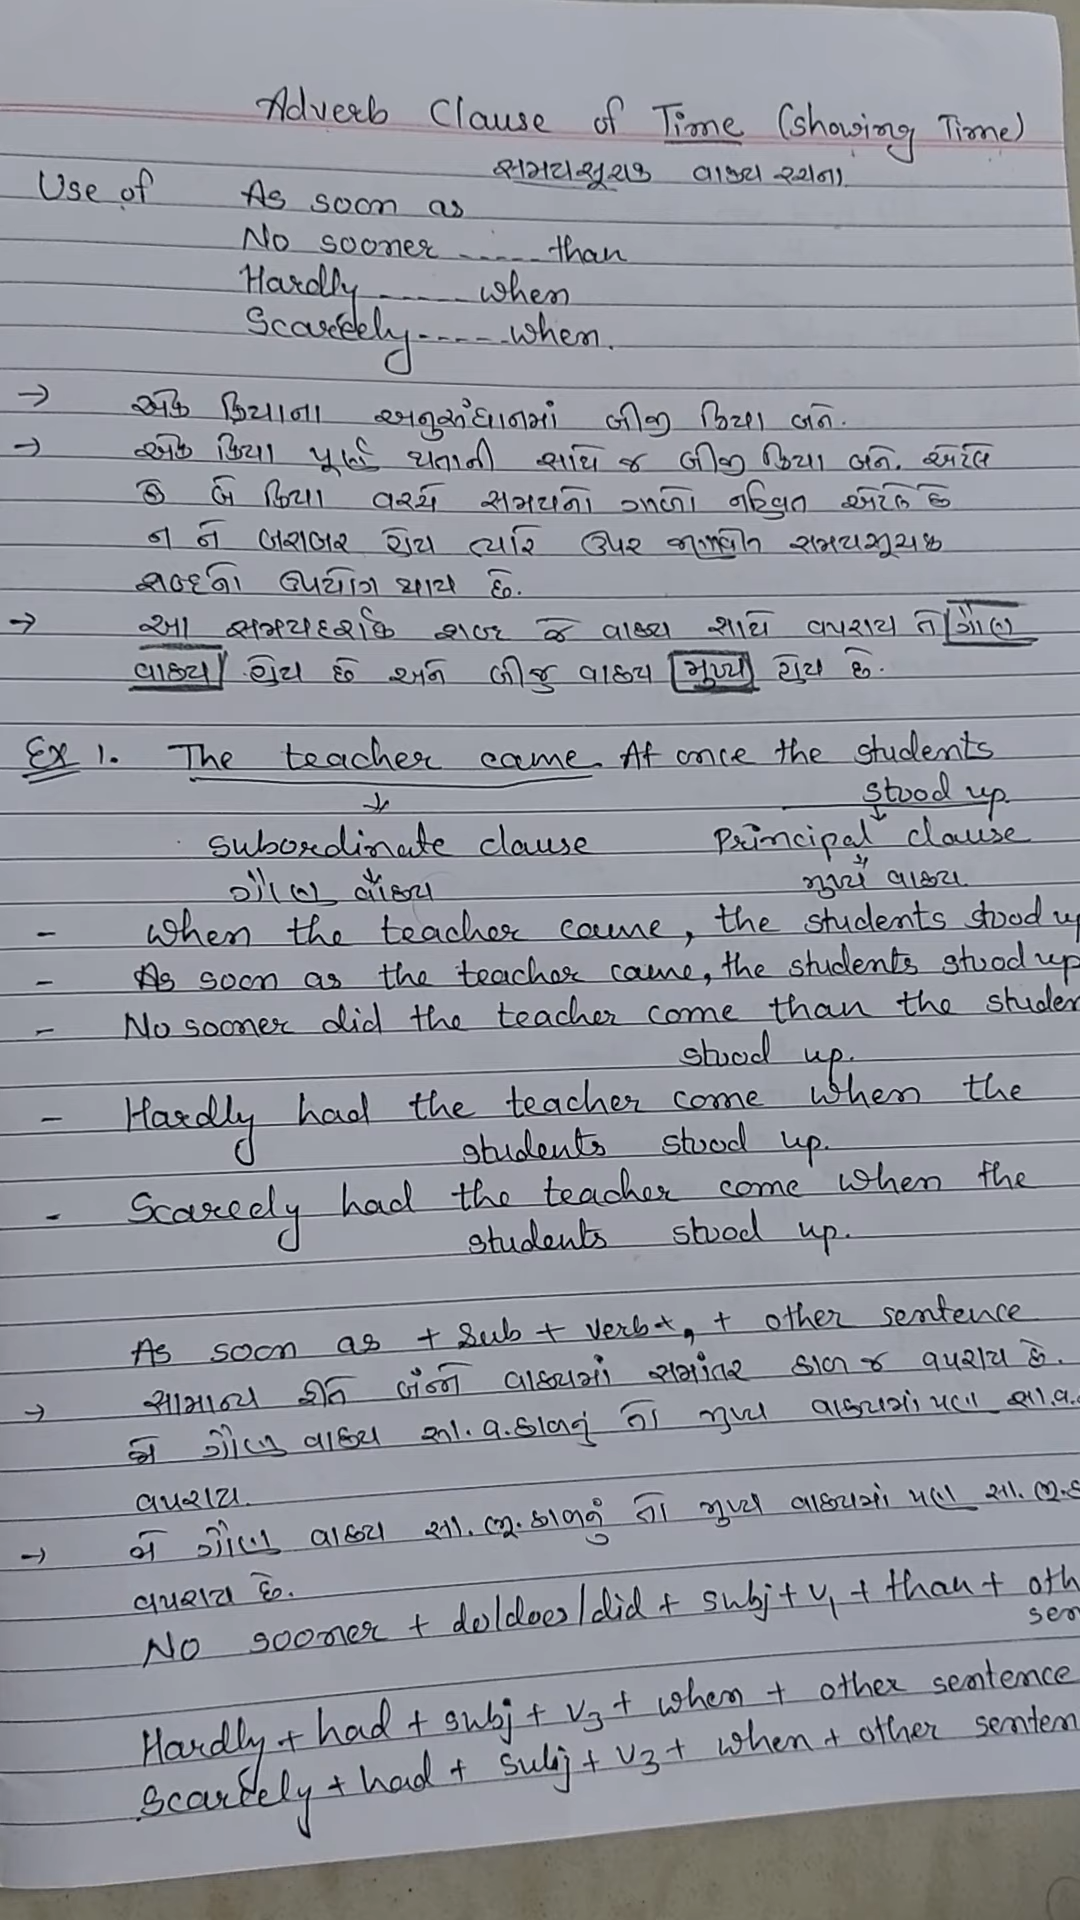 Adverb Clause of Time (showing Time)
સમયસૂચક વાક્ય રચના
Use of As soon as
No sooner ..... than
Hardly ..... when
Scarcely ..... when.
→ એક ક્રિયાના અનુસંધાનમાં બીજી ક્રિયા બને.
→ એક ક્રિયા પૂર્ણ થતાની સાથે જ બીજી ક્રિયા બને. એટલે
કે બે ક્રિયા વચ્ચે સમયનો ગાળો નહિવત એટલે કે
ન ને બરાબર હોય ત્યારે ઉપર જણાવેલ સમયસૂચક
શબ્દનો ઉપયોગ થાય છે.
→ આ સમયદર્શક શબ્દ જે વાક્ય સાથે વપરાય તે ગૌણ
વાક્ય હોય છે અને બીજુ વાક્ય મુખ્ય હોય છે.
Ex 1. The teacher came. At once the students
stood up.
subordinate clause Principal clause
ગૌણ વાક્ય મુખ્ય વાક્ય
- When the teacher came, the students stood up
- As soon as the teacher came, the students stood up
- No sooner did the teacher come than the studen
stood up.
- Hardly had the teacher come when the
students stood up.
- Scarcely had the teacher come when the
students stood up.
As soon as + Sub + verb + , + other sentence
→ સામાન્ય રીતે બંને વાક્યમાં સમાંતર કાળ જ વપરાય છે.
જો ગૌણ વાક્ય સા. વ. કાળનું તો મુખ્ય વાક્યમાં પણ સા. વ.
વપરાય.
→ જો ગૌણ વાક્ય સા. ભૂ. કાળનું તો મુખ્ય વાક્યમાં પણ સા. ભૂ. ક
વપરાય છે.
No sooner + do/does/did + subj + v1 + than + oth
sen
Hardly + had + subj + v3 + when + other sentence
Scarcely + had + subj + v3 + when + other senten